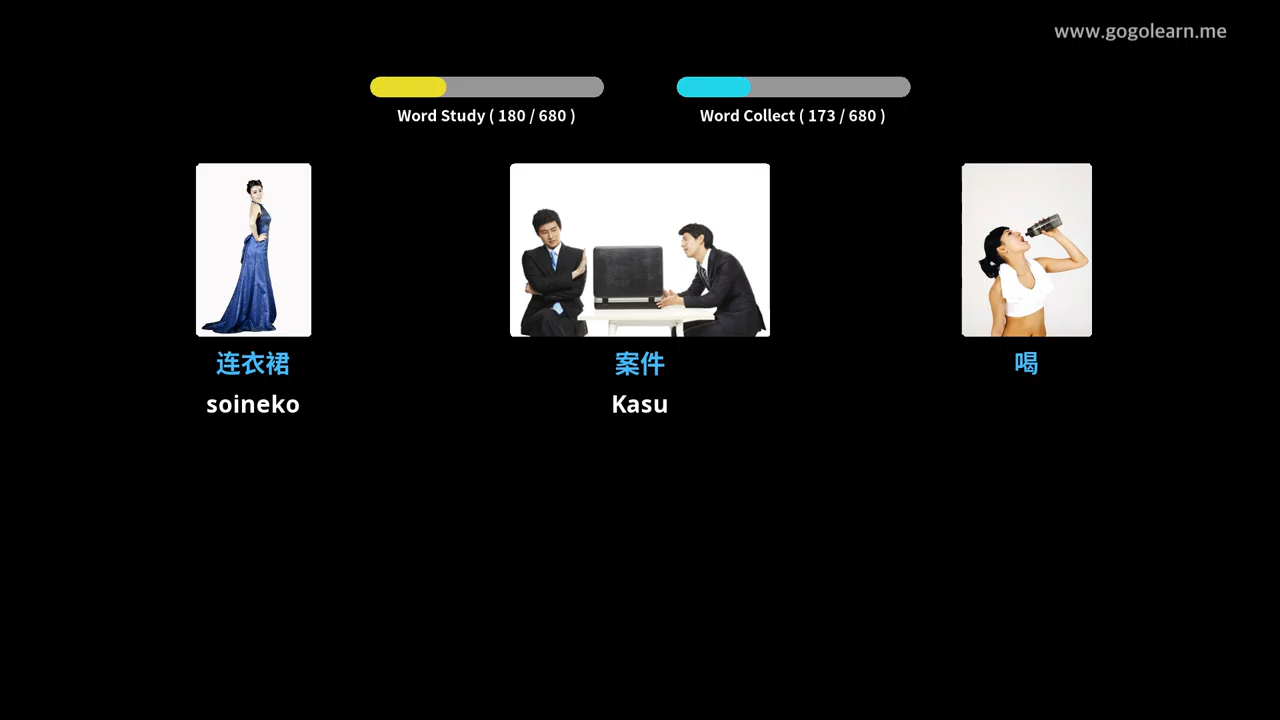 www.gogolearn.me
Word Study ( 180 / 680 )
Word Collect ( 173 / 680 )
连衣裙
案件
喝
soineko
Kasu